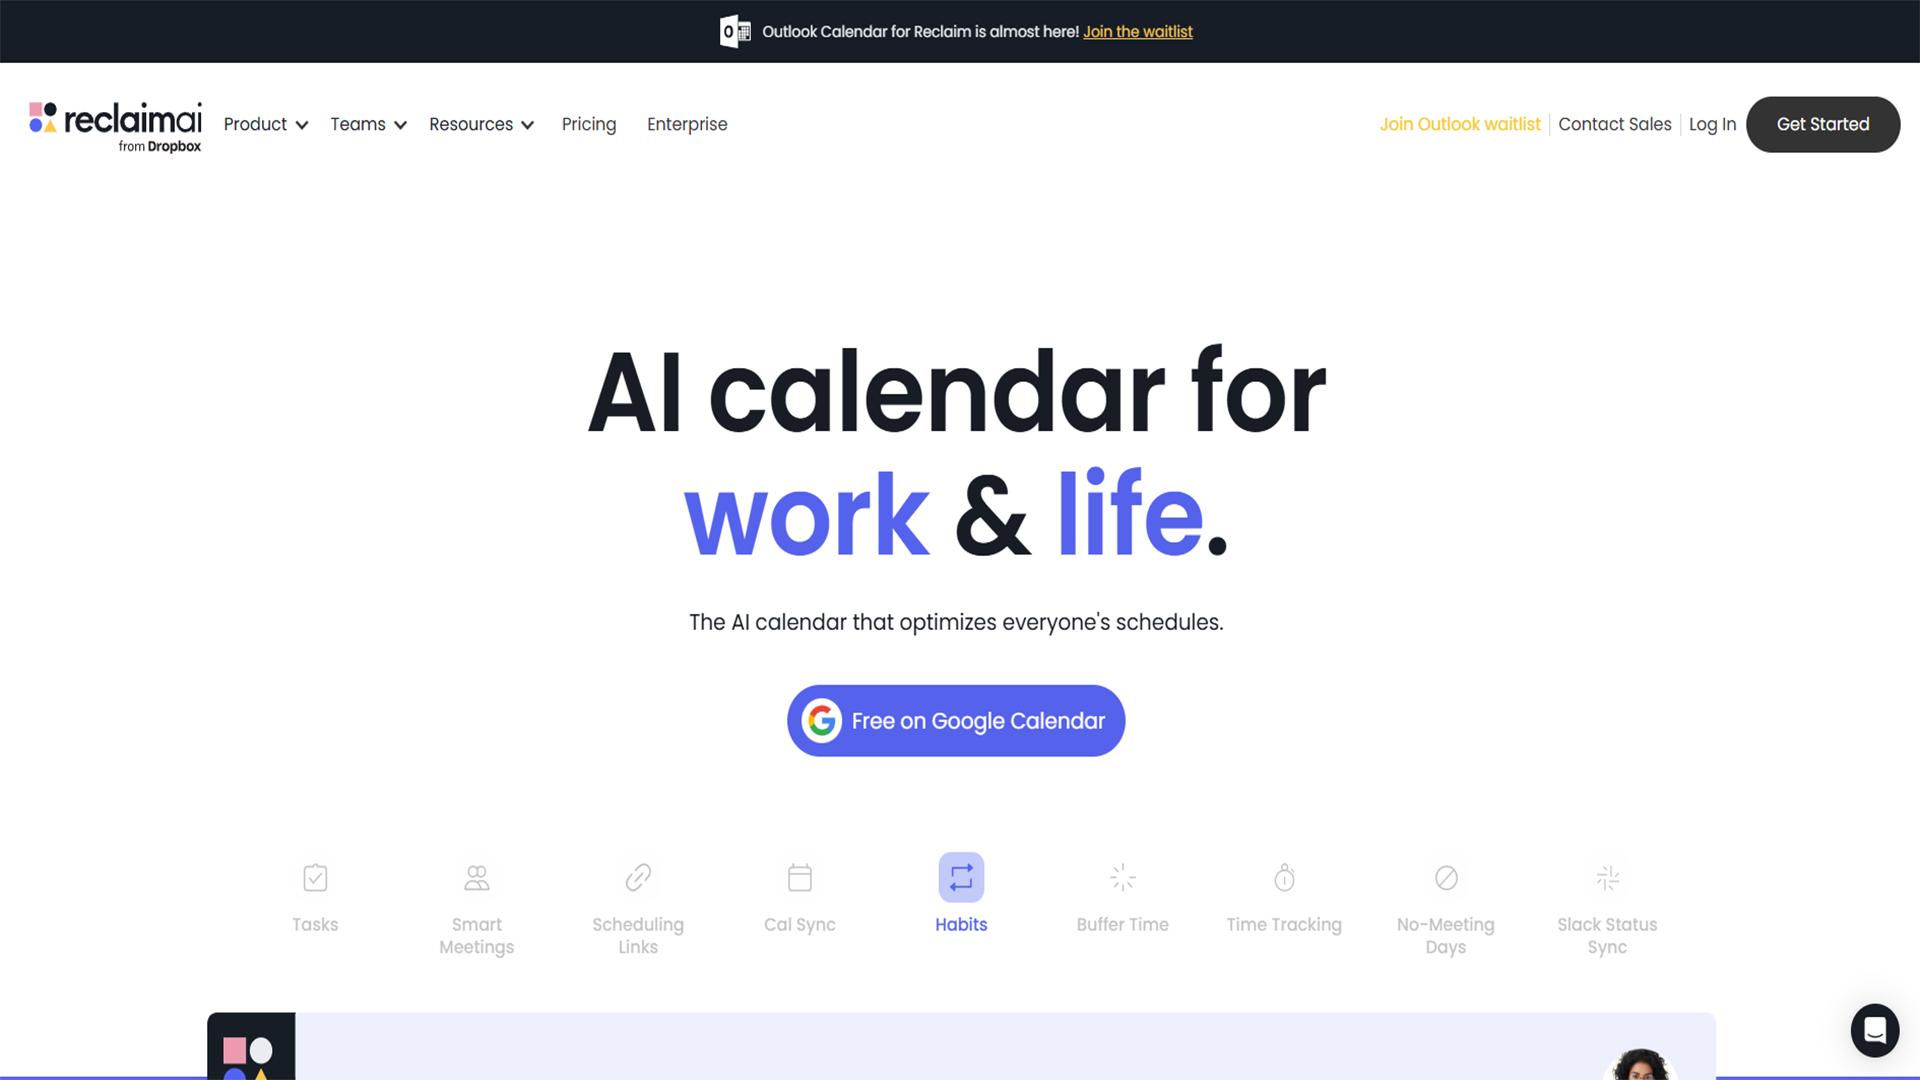 Outlook Calendar for Reclaim is almost here! Join the waitlist
reclaimai
from Dropbox
Product
Teams
Resources
Pricing
Enterprise
Join Outlook waitlist
Contact Sales
Log In
Get Started
AI calendar for
work & life.
The AI calendar that optimizes everyone's schedules.
Free on Google Calendar
Tasks
Smart
Meetings
Scheduling
Links
Cal Sync
Habits
Buffer Time
Time Tracking
No-Meeting
Days
Slack Status
Sync